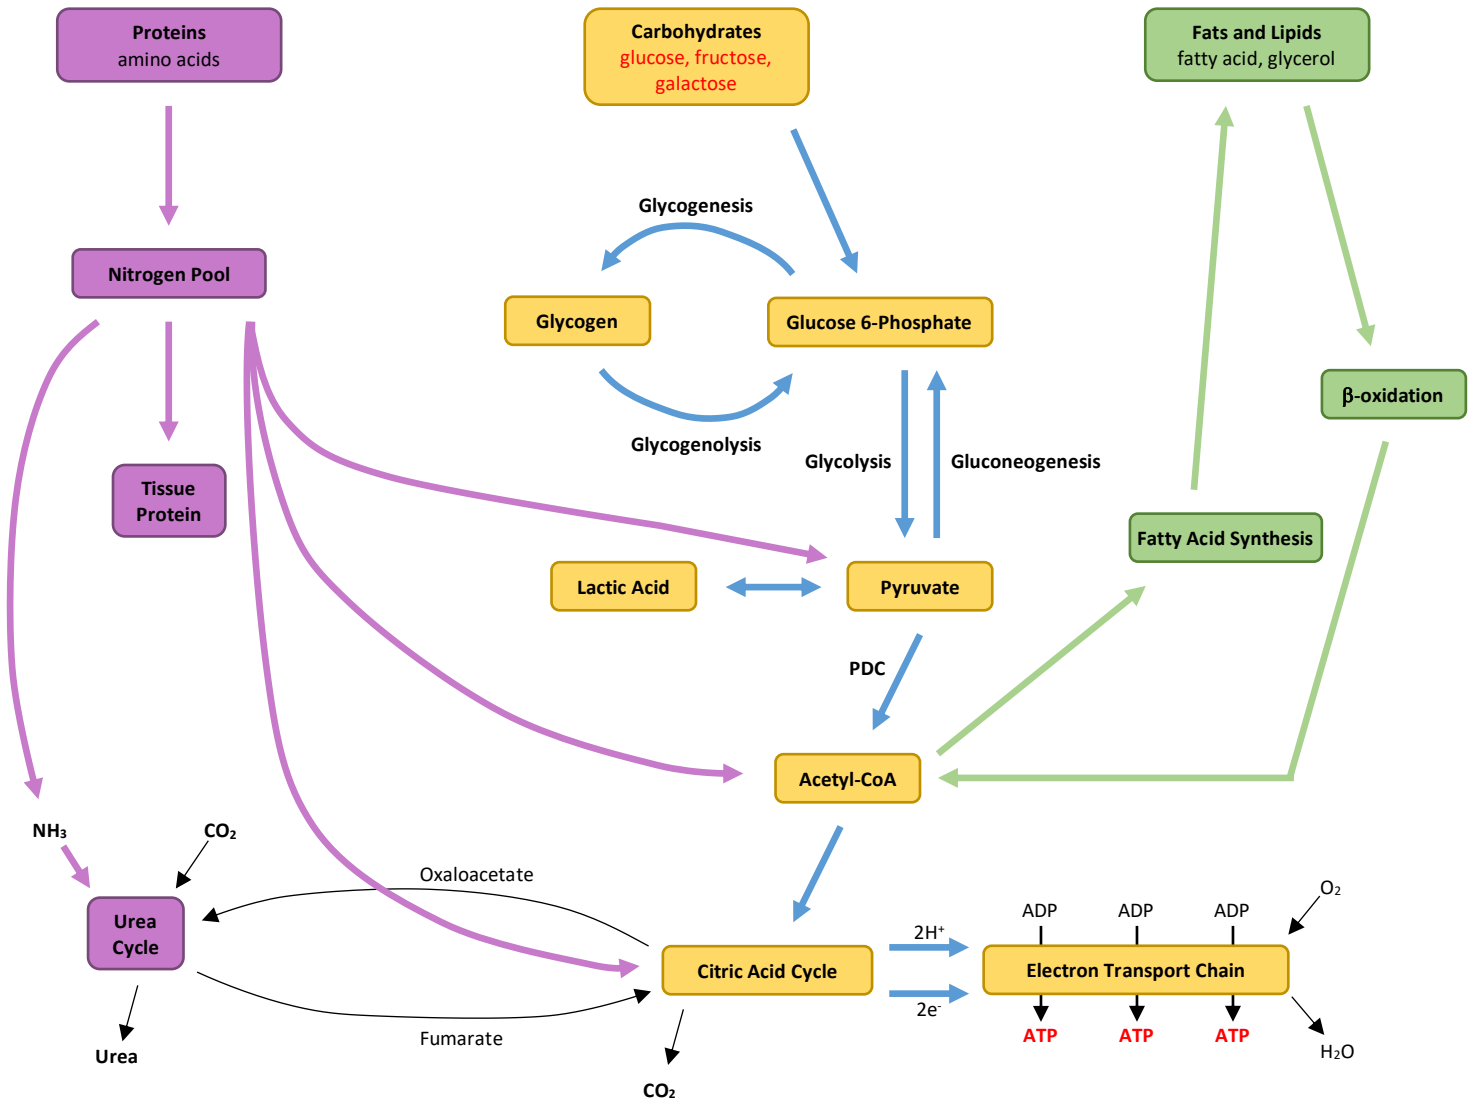 Proteins
amino acids
Carbohydrates
glucose, fructose,
galactose
Fats and Lipids
fatty acid, glycerol
Glycogenesis
Nitrogen Pool
Glycogen
Glucose 6-Phosphate
β-oxidation
Glycogenolysis
Glycolysis
Gluconeogenesis
Tissue
Protein
Fatty Acid Synthesis
Lactic Acid
Pyruvate
PDC
Acetyl-CoA
NH₃
CO₂
Oxaloacetate
O₂
ADP
ADP
ADP
Urea
Cycle
2H⁺
Citric Acid Cycle
Electron Transport Chain
2e⁻
Fumarate
ATP
ATP
ATP
Urea
H₂O
CO₂